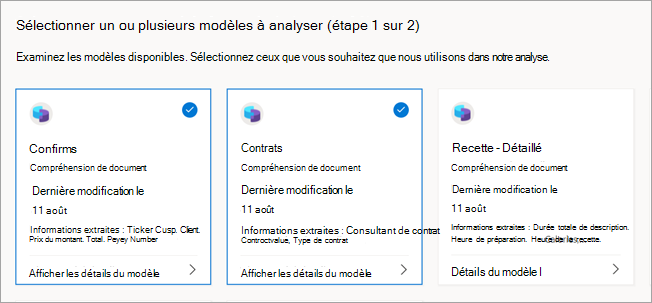 Sélectionner un ou plusieurs modèles à analyser (étape 1 sur 2)
Examinez les modèles disponibles. Sélectionnez ceux que vous souhaitez que nous utilisons dans notre analyse.
Confirms
Compréhension de document
Dernière modification le
11 août
Informations extraites : Ticker Cusp. Client.
Prix du montant. Total. Peyey Number
Afficher les détails du modèle
Contrats
Compréhension de document
Dernière modification le
11 août
Informations extraites : Consultant de contrat
Controctvalue, Type de contrat
Afficher les détails du modèle
Recette - Détaillé
Compréhension de document
Dernière modification le
11 août
Informations extraites : Durée totale de description.
Heure de préparation. Heure de la recette.
Détails du modèle I